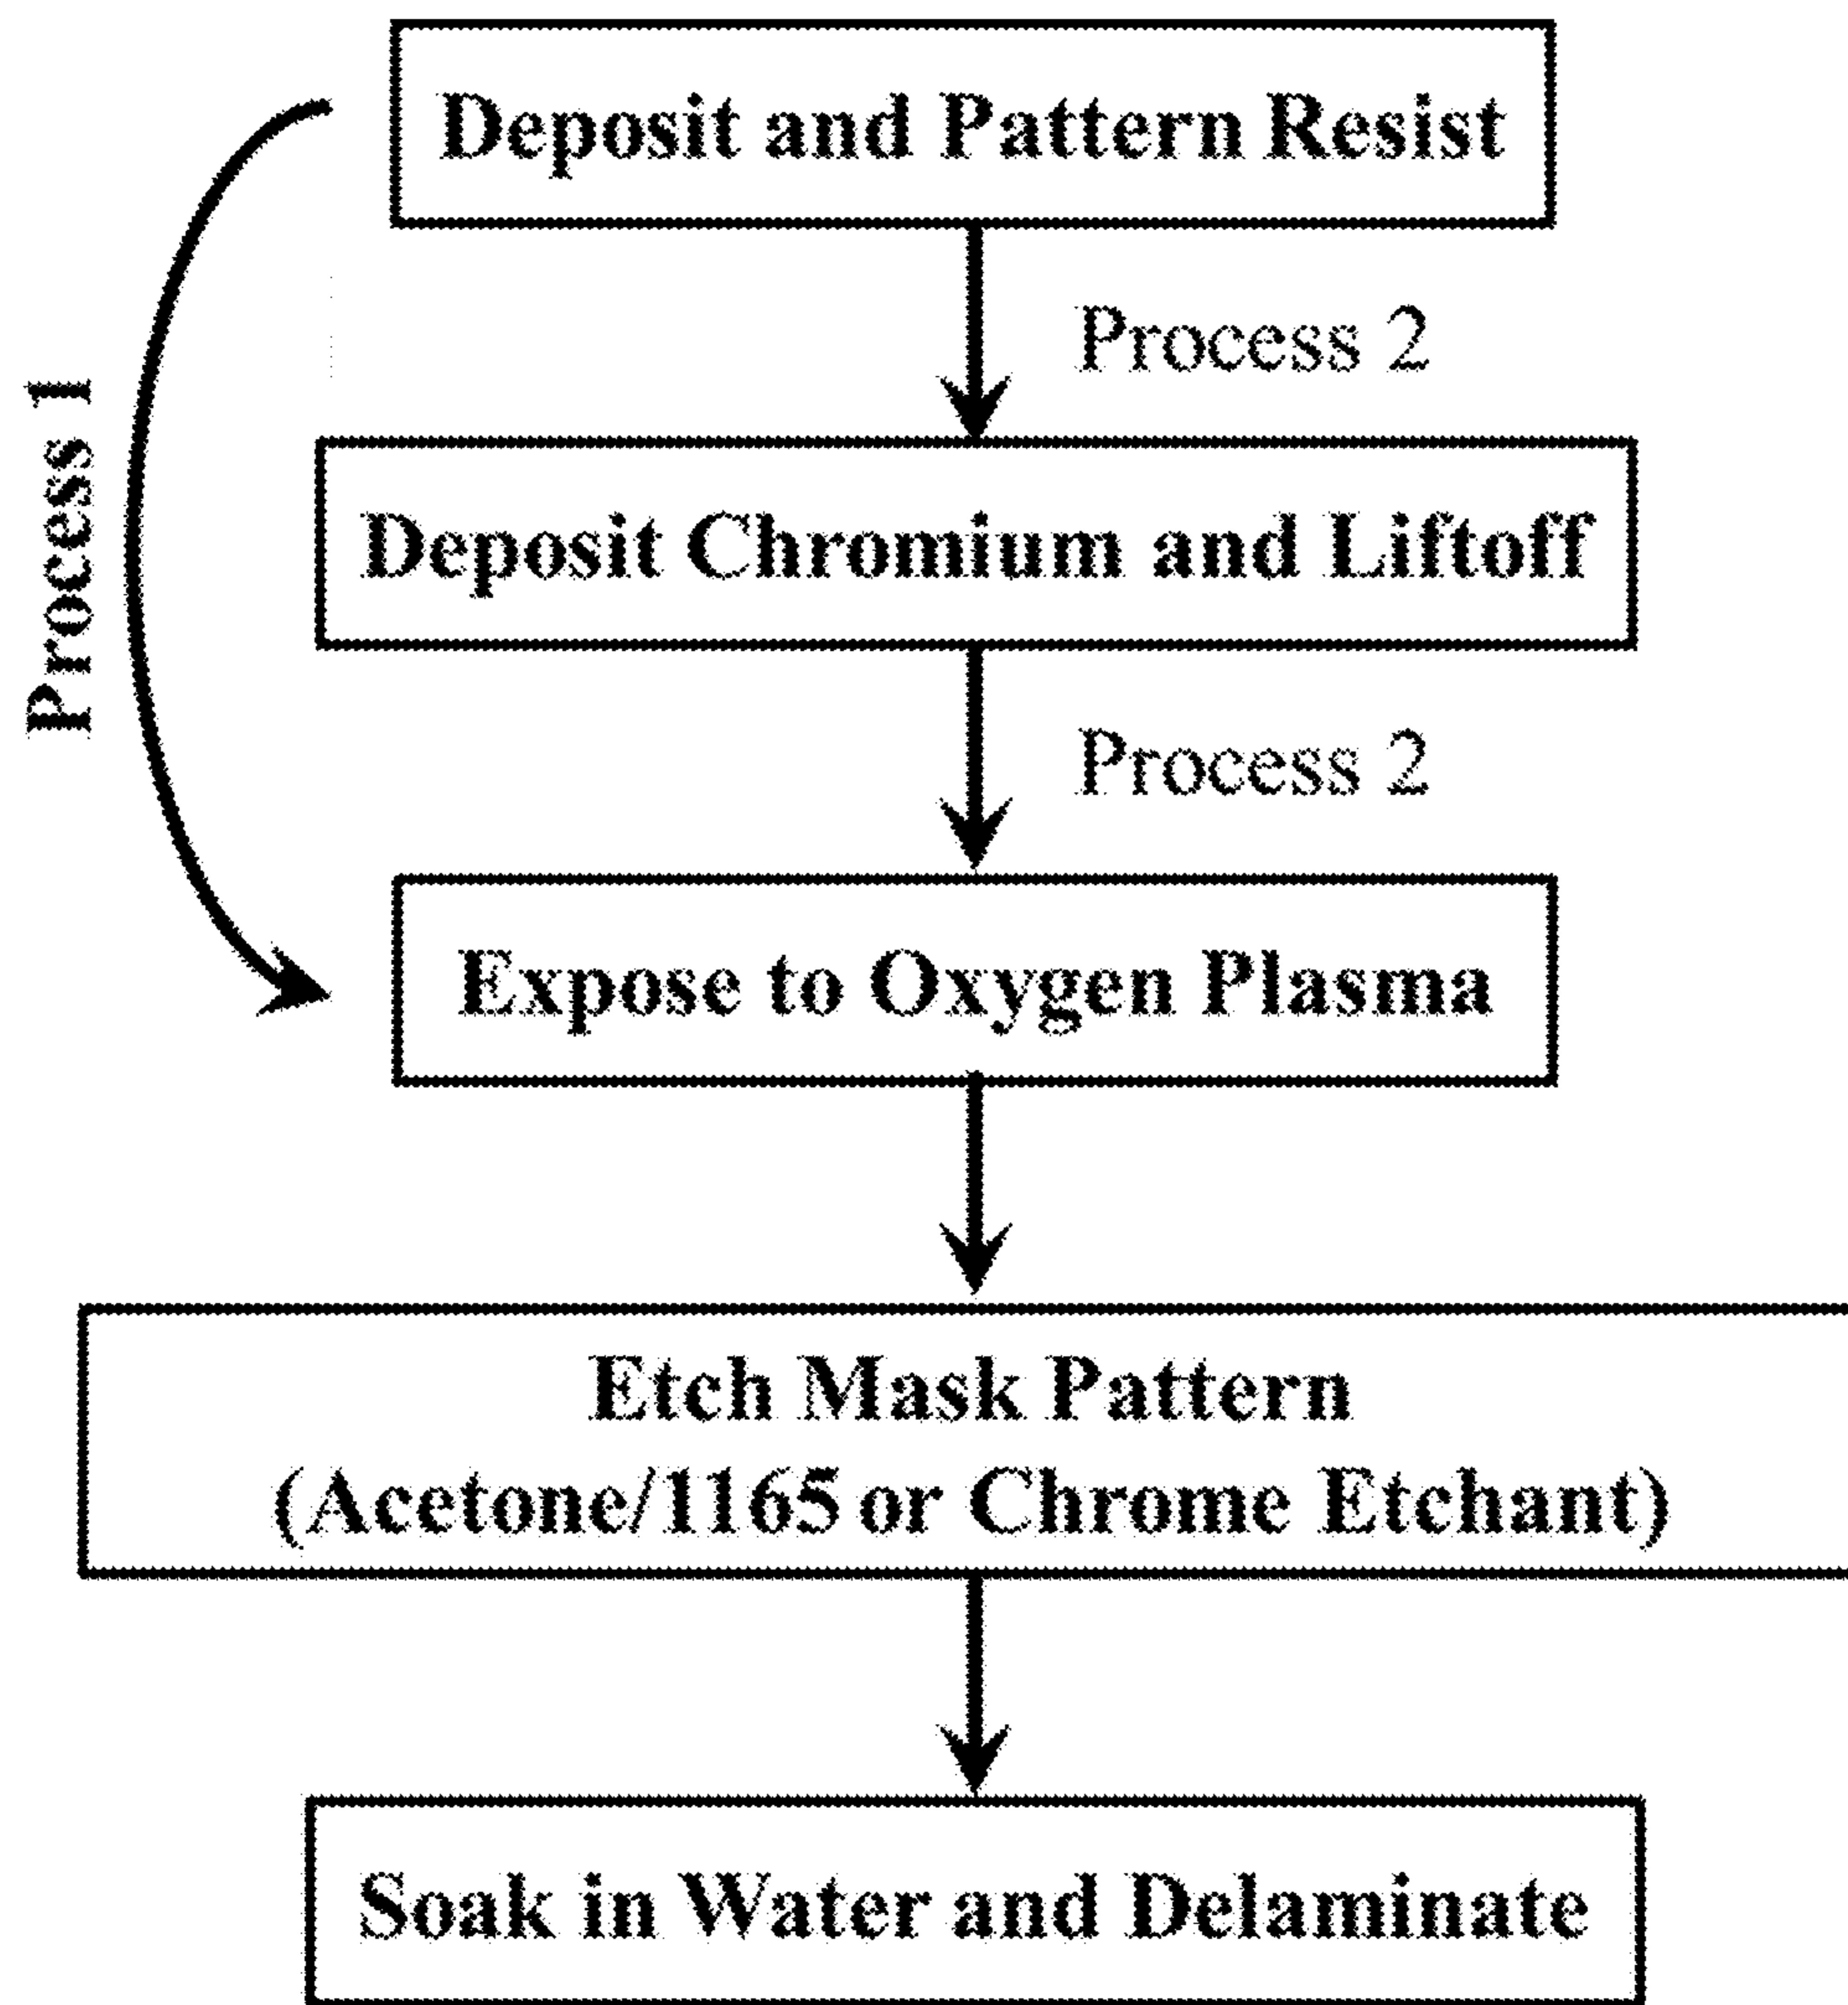 Deposit and Pattern Resist
Process 2
Process 1
Deposit Chromium and Liftoff
Process 2
Expose to Oxygen Plasma
Etch Mask Pattern
(Acetone/1165 or Chrome Etchant)
Soak in Water and Delaminate